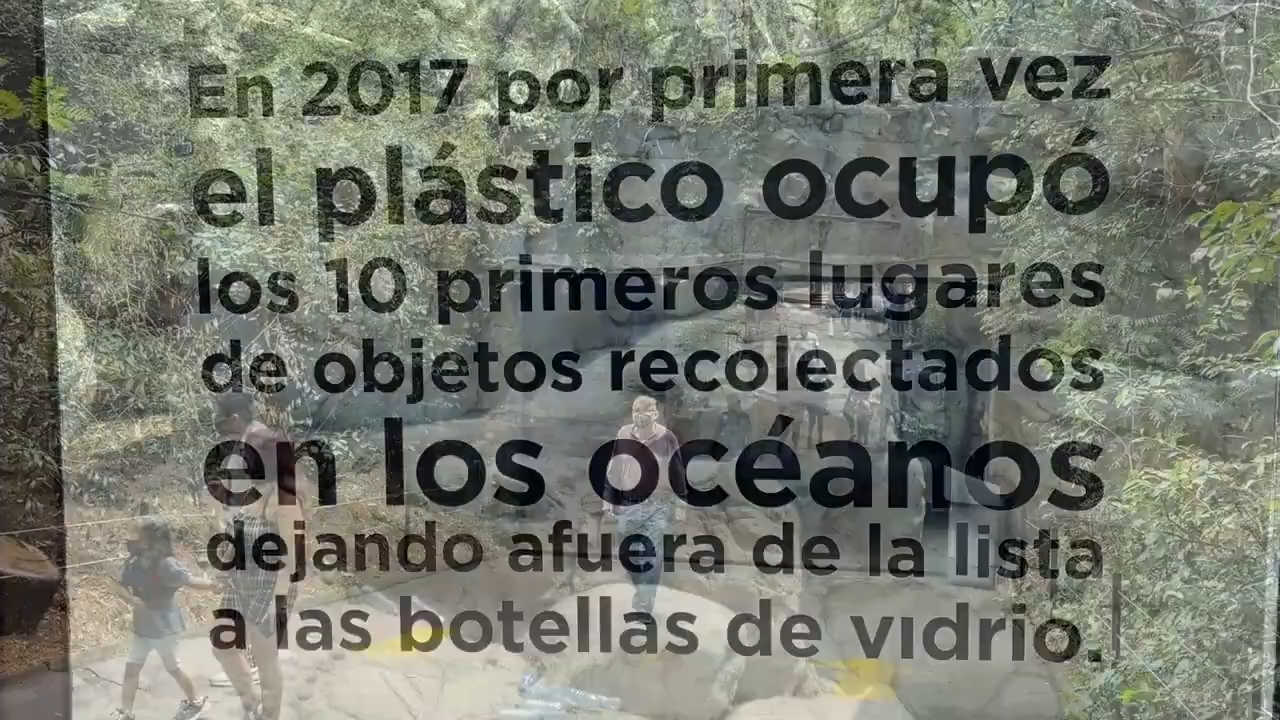 En 2017 por primera vez
el plástico ocupó
los 10 primeros lugares
de objetos recolectados
en los océanos
dejando afuera de la lista
a las botellas de vidrio.